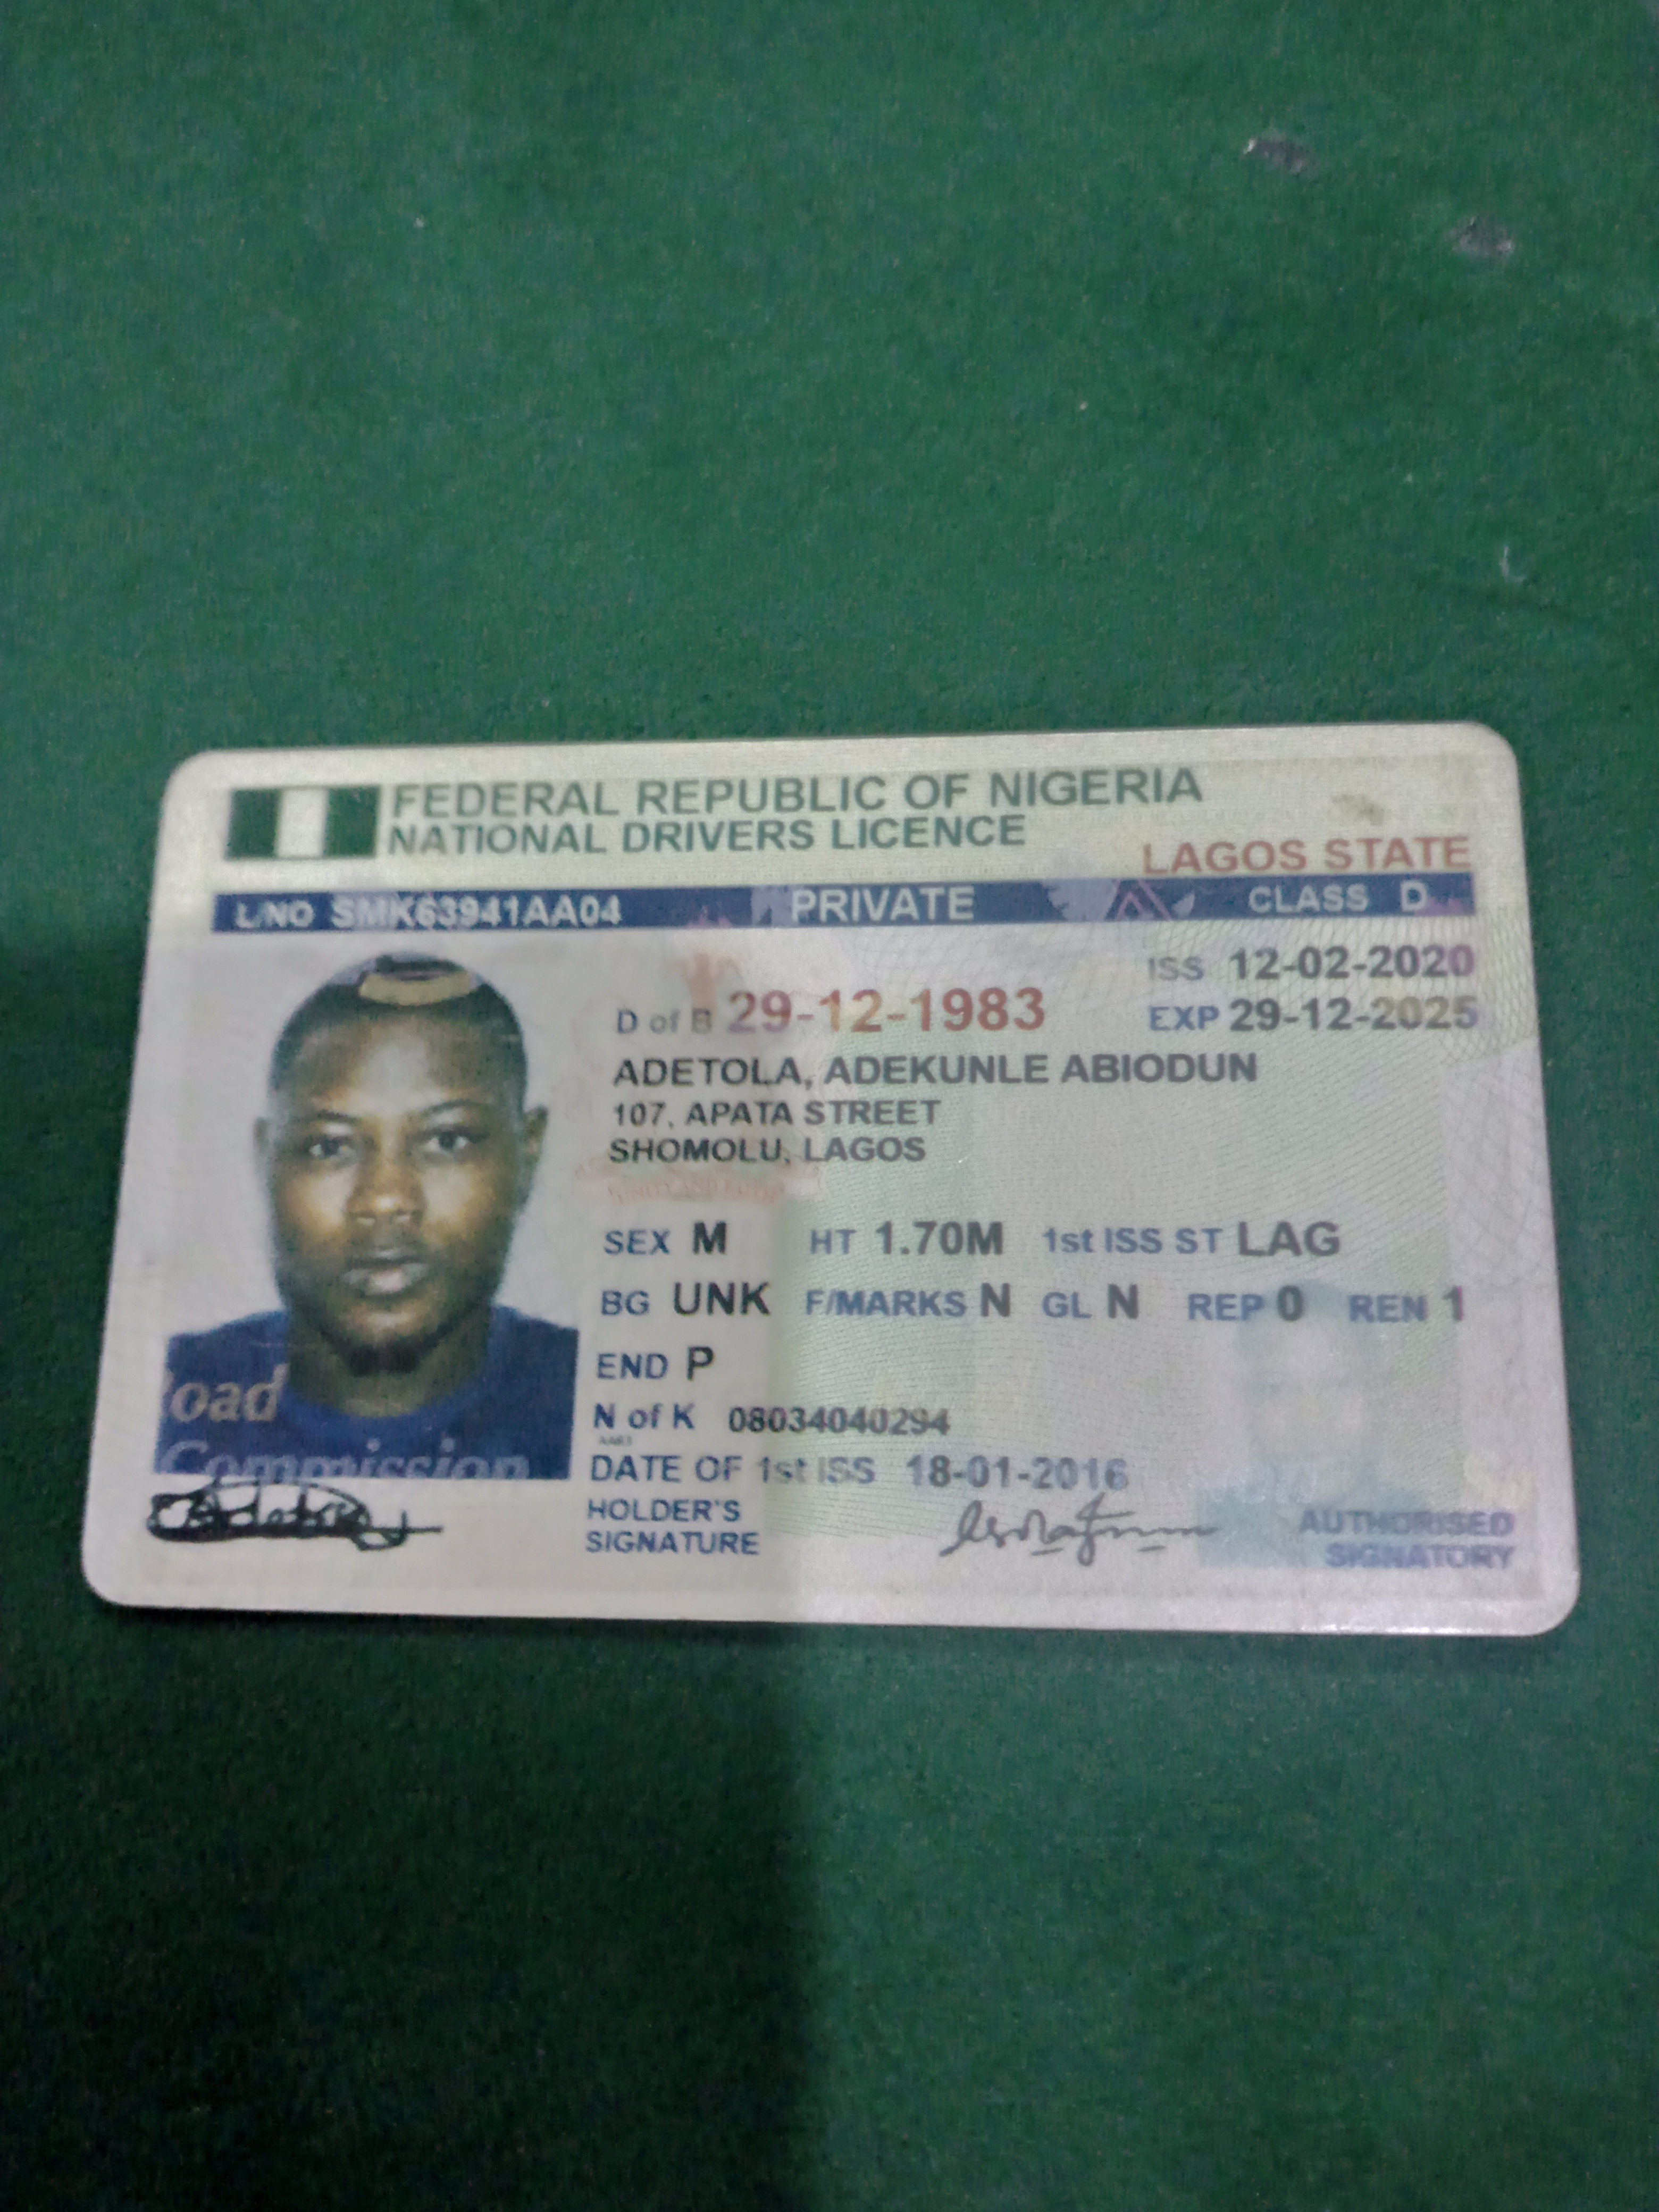 FEDERAL REPUBLIC OF NIGERIA
NATIONAL DRIVERS LICENCE
LAGOS STATE
L/NO SMK63941AA04 PRIVATE CLASS D
ISS 12-02-2020
D of B 29-12-1983 EXP 29-12-2025
ADETOLA, ADEKUNLE ABIODUN
107, APATA STREET
SHOMOLU, LAGOS
SEX M HT 1.70M 1st ISS ST LAG
BG UNK F/MARKS N GL N REP 0 REN 1
END P
N of K 08034040294
DATE OF 1st ISS 18-01-2016
HOLDER'S
SIGNATURE
AUTHORISED
SIGNATORY
oad
Commission